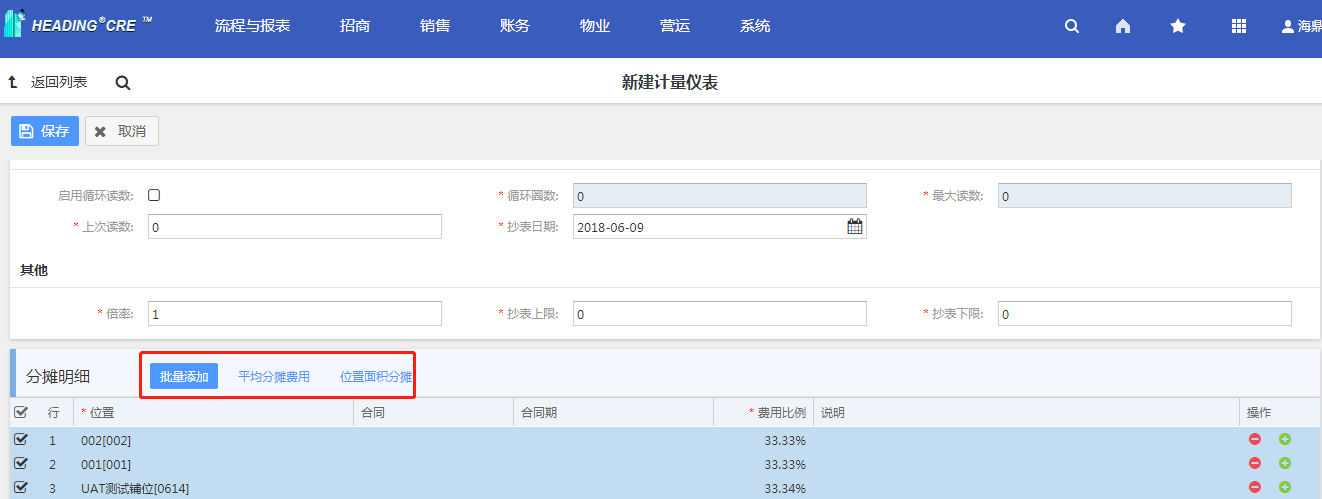 HEADING®CRE ™ 流程与报表 招商 销售 账务 物业 营运 系统 海鼎
返回列表 新建计量仪表
保存 取消
启用循环读数: * 循环圈数: 0 * 最大读数: 0
* 上次读数: 0 * 抄表日期: 2018-06-09
其他
* 倍率: 1 * 抄表上限: 0 * 抄表下限: 0
分摊明细 批量添加 平均分摊费用 位置面积分摊
行 * 位置 合同 合同期 * 费用比例 说明 操作
1 002[002] 33.33%
2 001[001] 33.33%
3 UAT测试铺位[0614] 33.34%